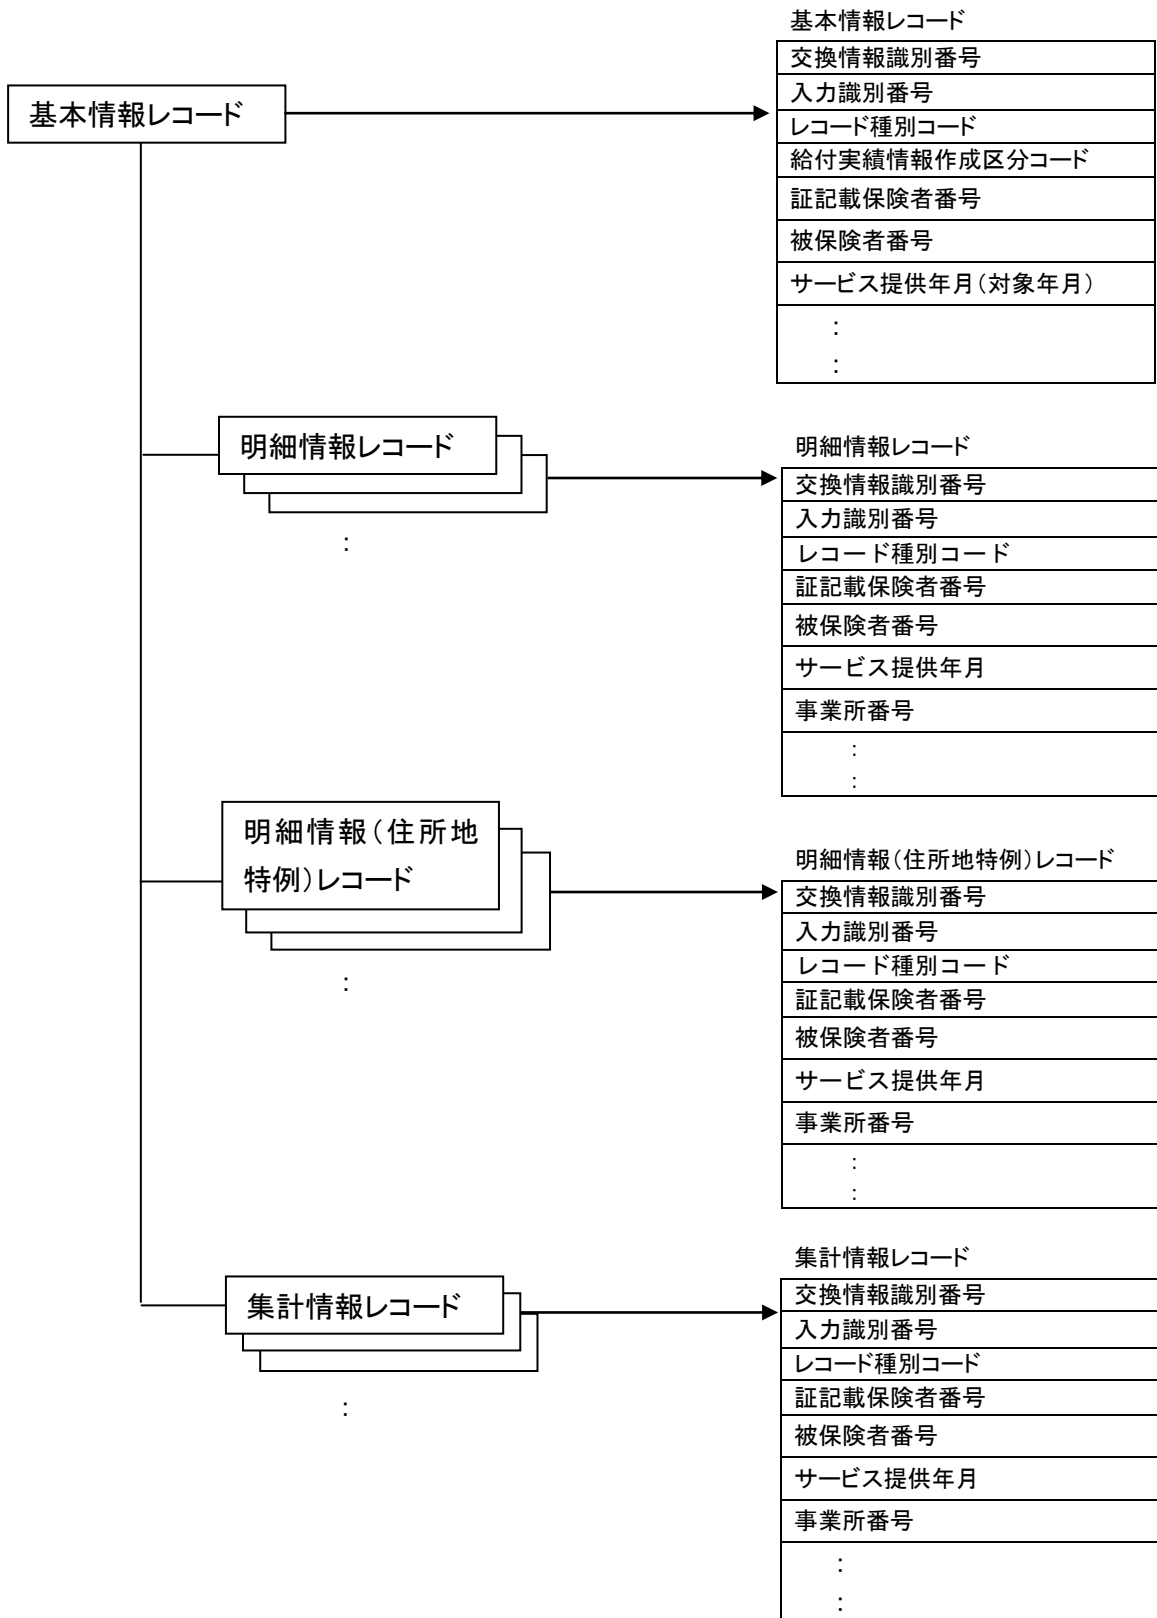 基本情報レコード
基本情報レコード
交換情報識別番号
入力識別番号
レコード種別コード
給付実績情報作成区分コード
証記載保険者番号
被保険者番号
サービス提供年月(対象年月)
:
:
明細情報レコード
:
明細情報レコード
交換情報識別番号
入力識別番号
レコード種別コード
証記載保険者番号
被保険者番号
サービス提供年月
事業所番号
:
:
明細情報(住所地
特例)レコード
:
明細情報(住所地特例)レコード
交換情報識別番号
入力識別番号
レコード種別コード
証記載保険者番号
被保険者番号
サービス提供年月
事業所番号
:
:
集計情報レコード
:
集計情報レコード
交換情報識別番号
入力識別番号
レコード種別コード
証記載保険者番号
被保険者番号
サービス提供年月
事業所番号
:
: